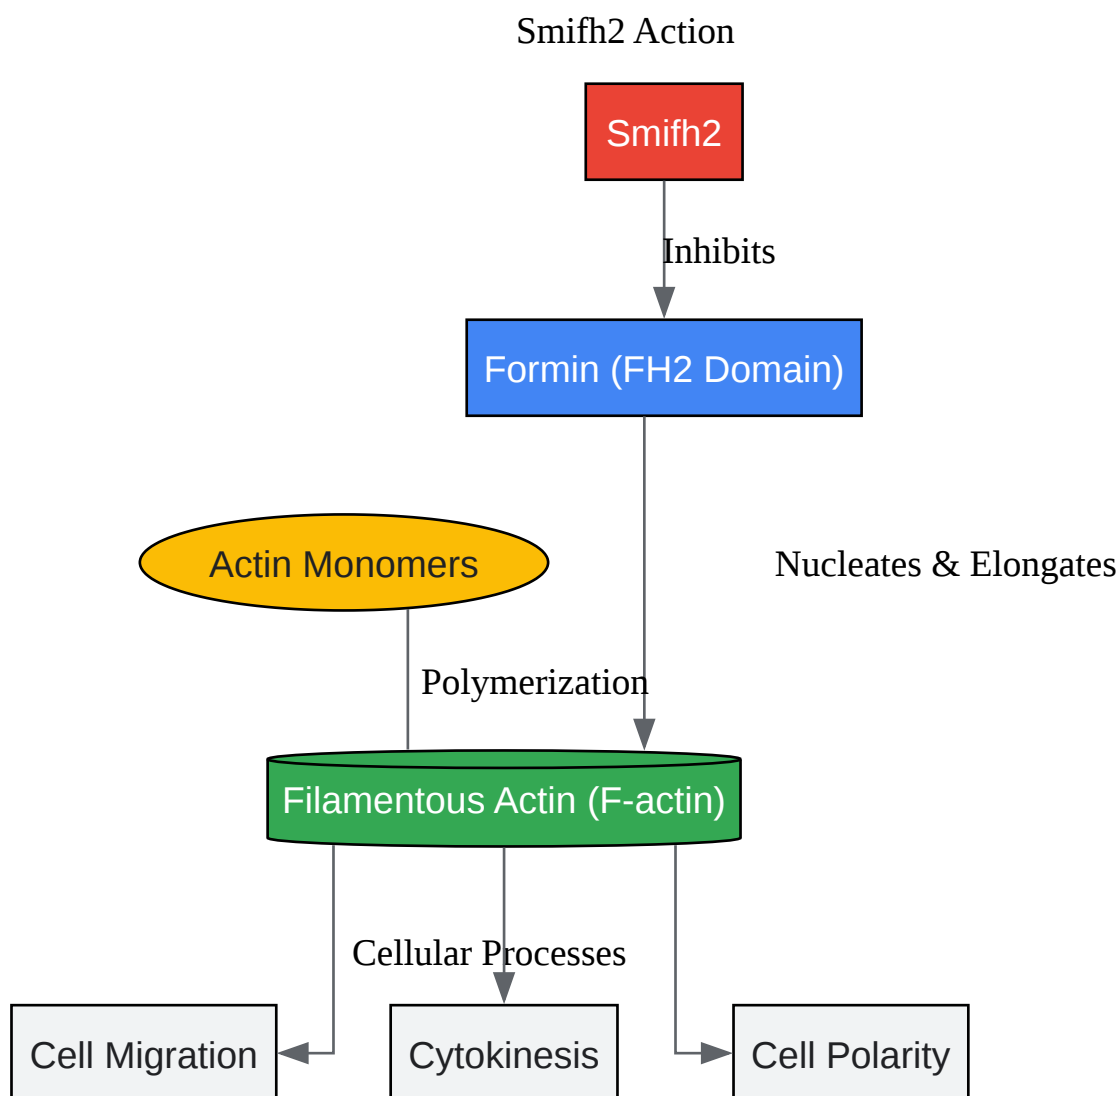 Smifh2 Action
Smifh2
Inhibits
Formin (FH2 Domain)
Actin Monomers
Nucleates & Elongates
Polymerization
Filamentous Actin (F-actin)
Cellular Processes
Cell Migration
Cytokinesis
Cell Polarity